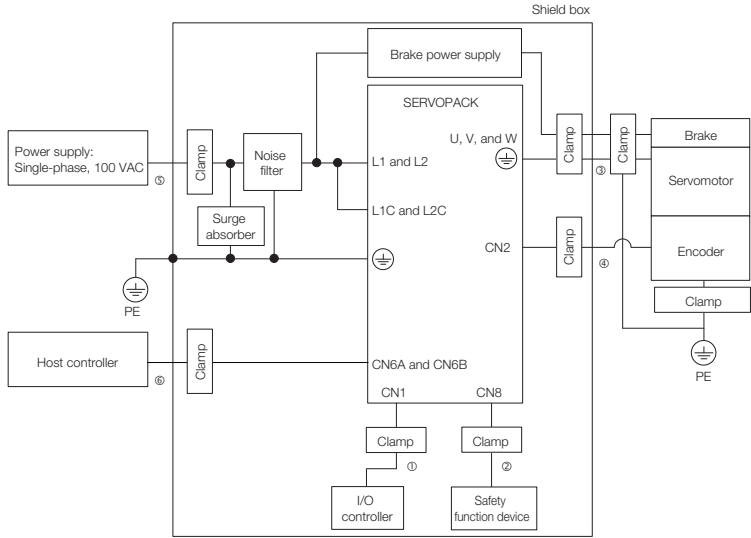 Shield box
Brake power supply
SERVOPACK
U, V, and W
Clamp
Clamp
Brake
Servomotor
③
Power supply:
Single-phase, 100 VAC
⑤
Clamp
Noise
filter
L1 and L2
L1C and L2C
Surge
absorber
CN2
Clamp
④
Encoder
Clamp
PE
PE
Host controller
⑥
Clamp
CN6A and CN6B
CN1
CN8
Clamp
①
Clamp
②
I/O
controller
Safety
function device